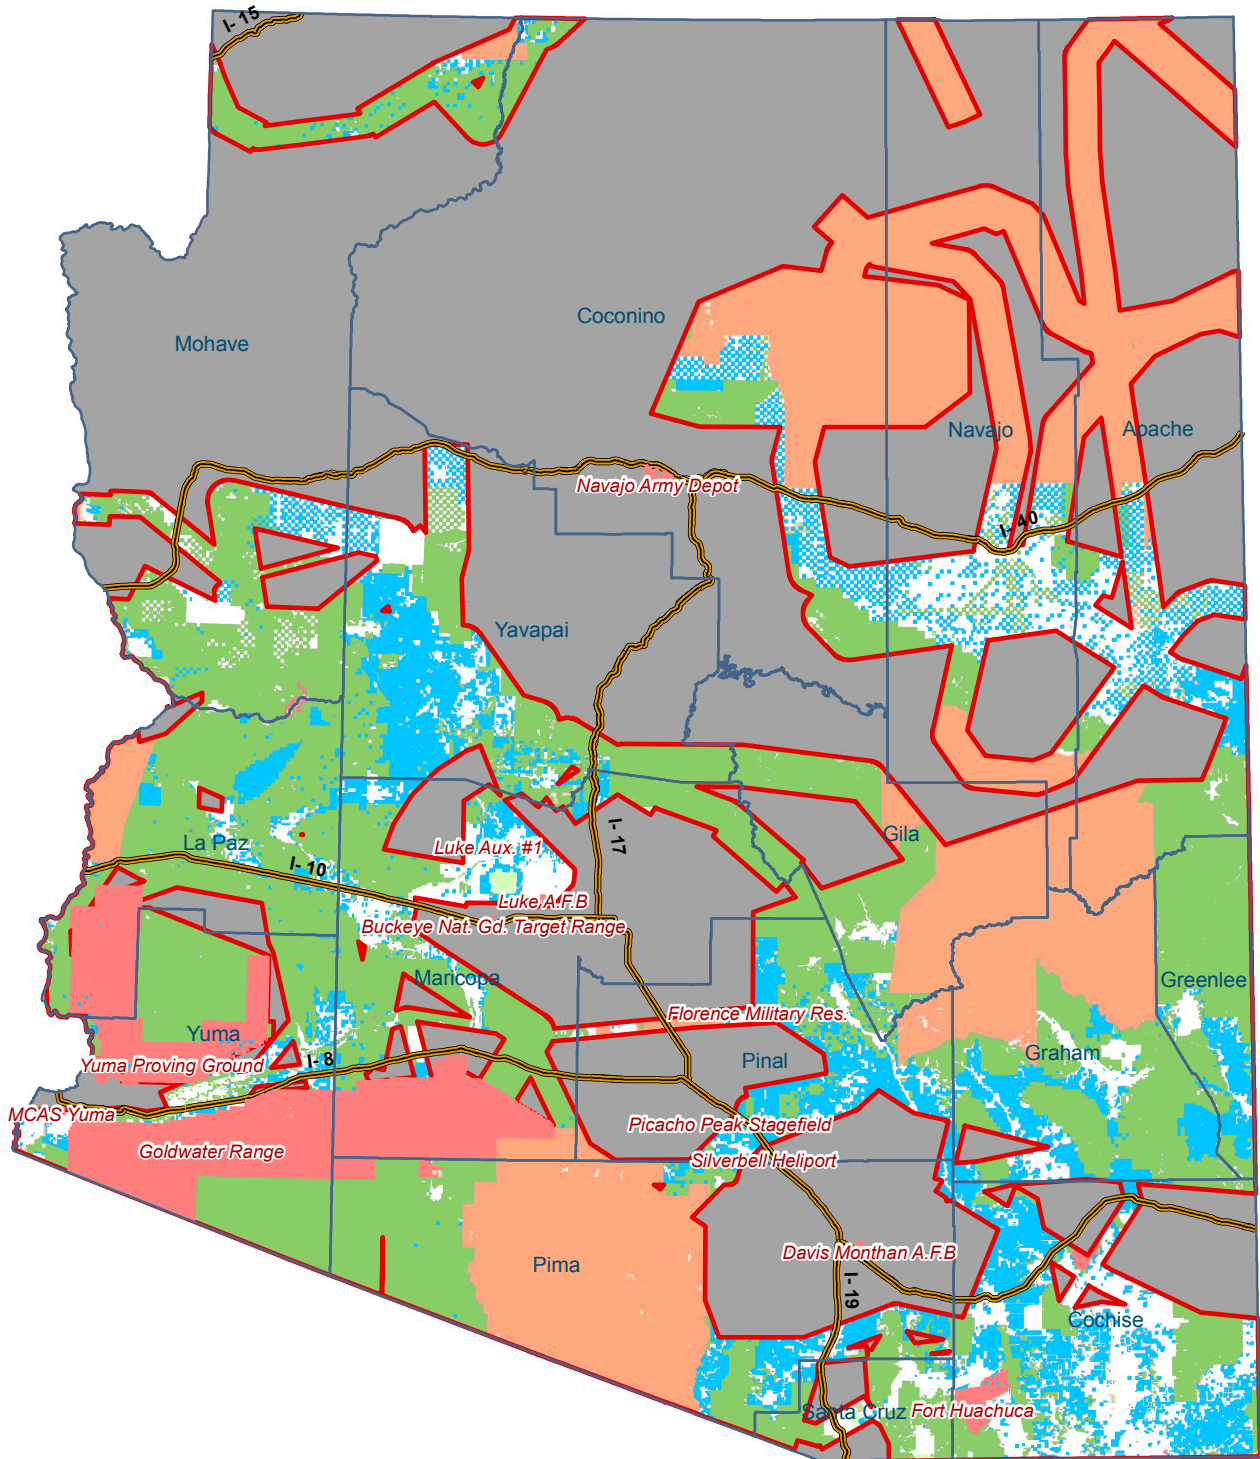 I- 15
Coconino
Mohave
Navajo
Apache
Navajo Army Depot
I- 40
Yavapai
I- 17
Gila
La Paz
Luke Aux. #1
I- 10
Luke A.F.B
Buckeye Nat. Gd. Target Range
Maricopa
Greenlee
Florence Military Res.
Yuma
Graham
Pinal
I- 8
Yuma Proving Ground
MCAS Yuma
Picacho Peak Stagefield
Goldwater Range
Silverbell Heliport
Davis Monthan A.F.B
Pima
I- 19
Cochise
Santa Cruz
Fort Huachuca